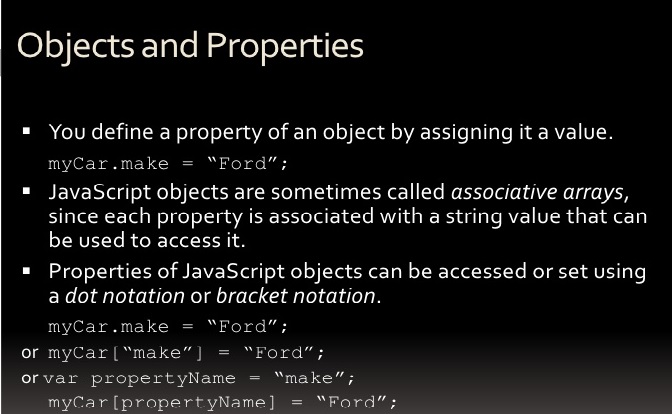 Objects and Properties
▪ You define a property of an object by assigning it a value.
myCar.make = “Ford”;
▪ JavaScript objects are sometimes called associative arrays,
since each property is associated with a string value that can
be used to access it.
▪ Properties of JavaScript objects can be accessed or set using
a dot notation or bracket notation.
myCar.make = “Ford”;
or myCar[“make”] = “Ford”;
or var propertyName = “make”;
myCar[propertyName] = “Ford”;